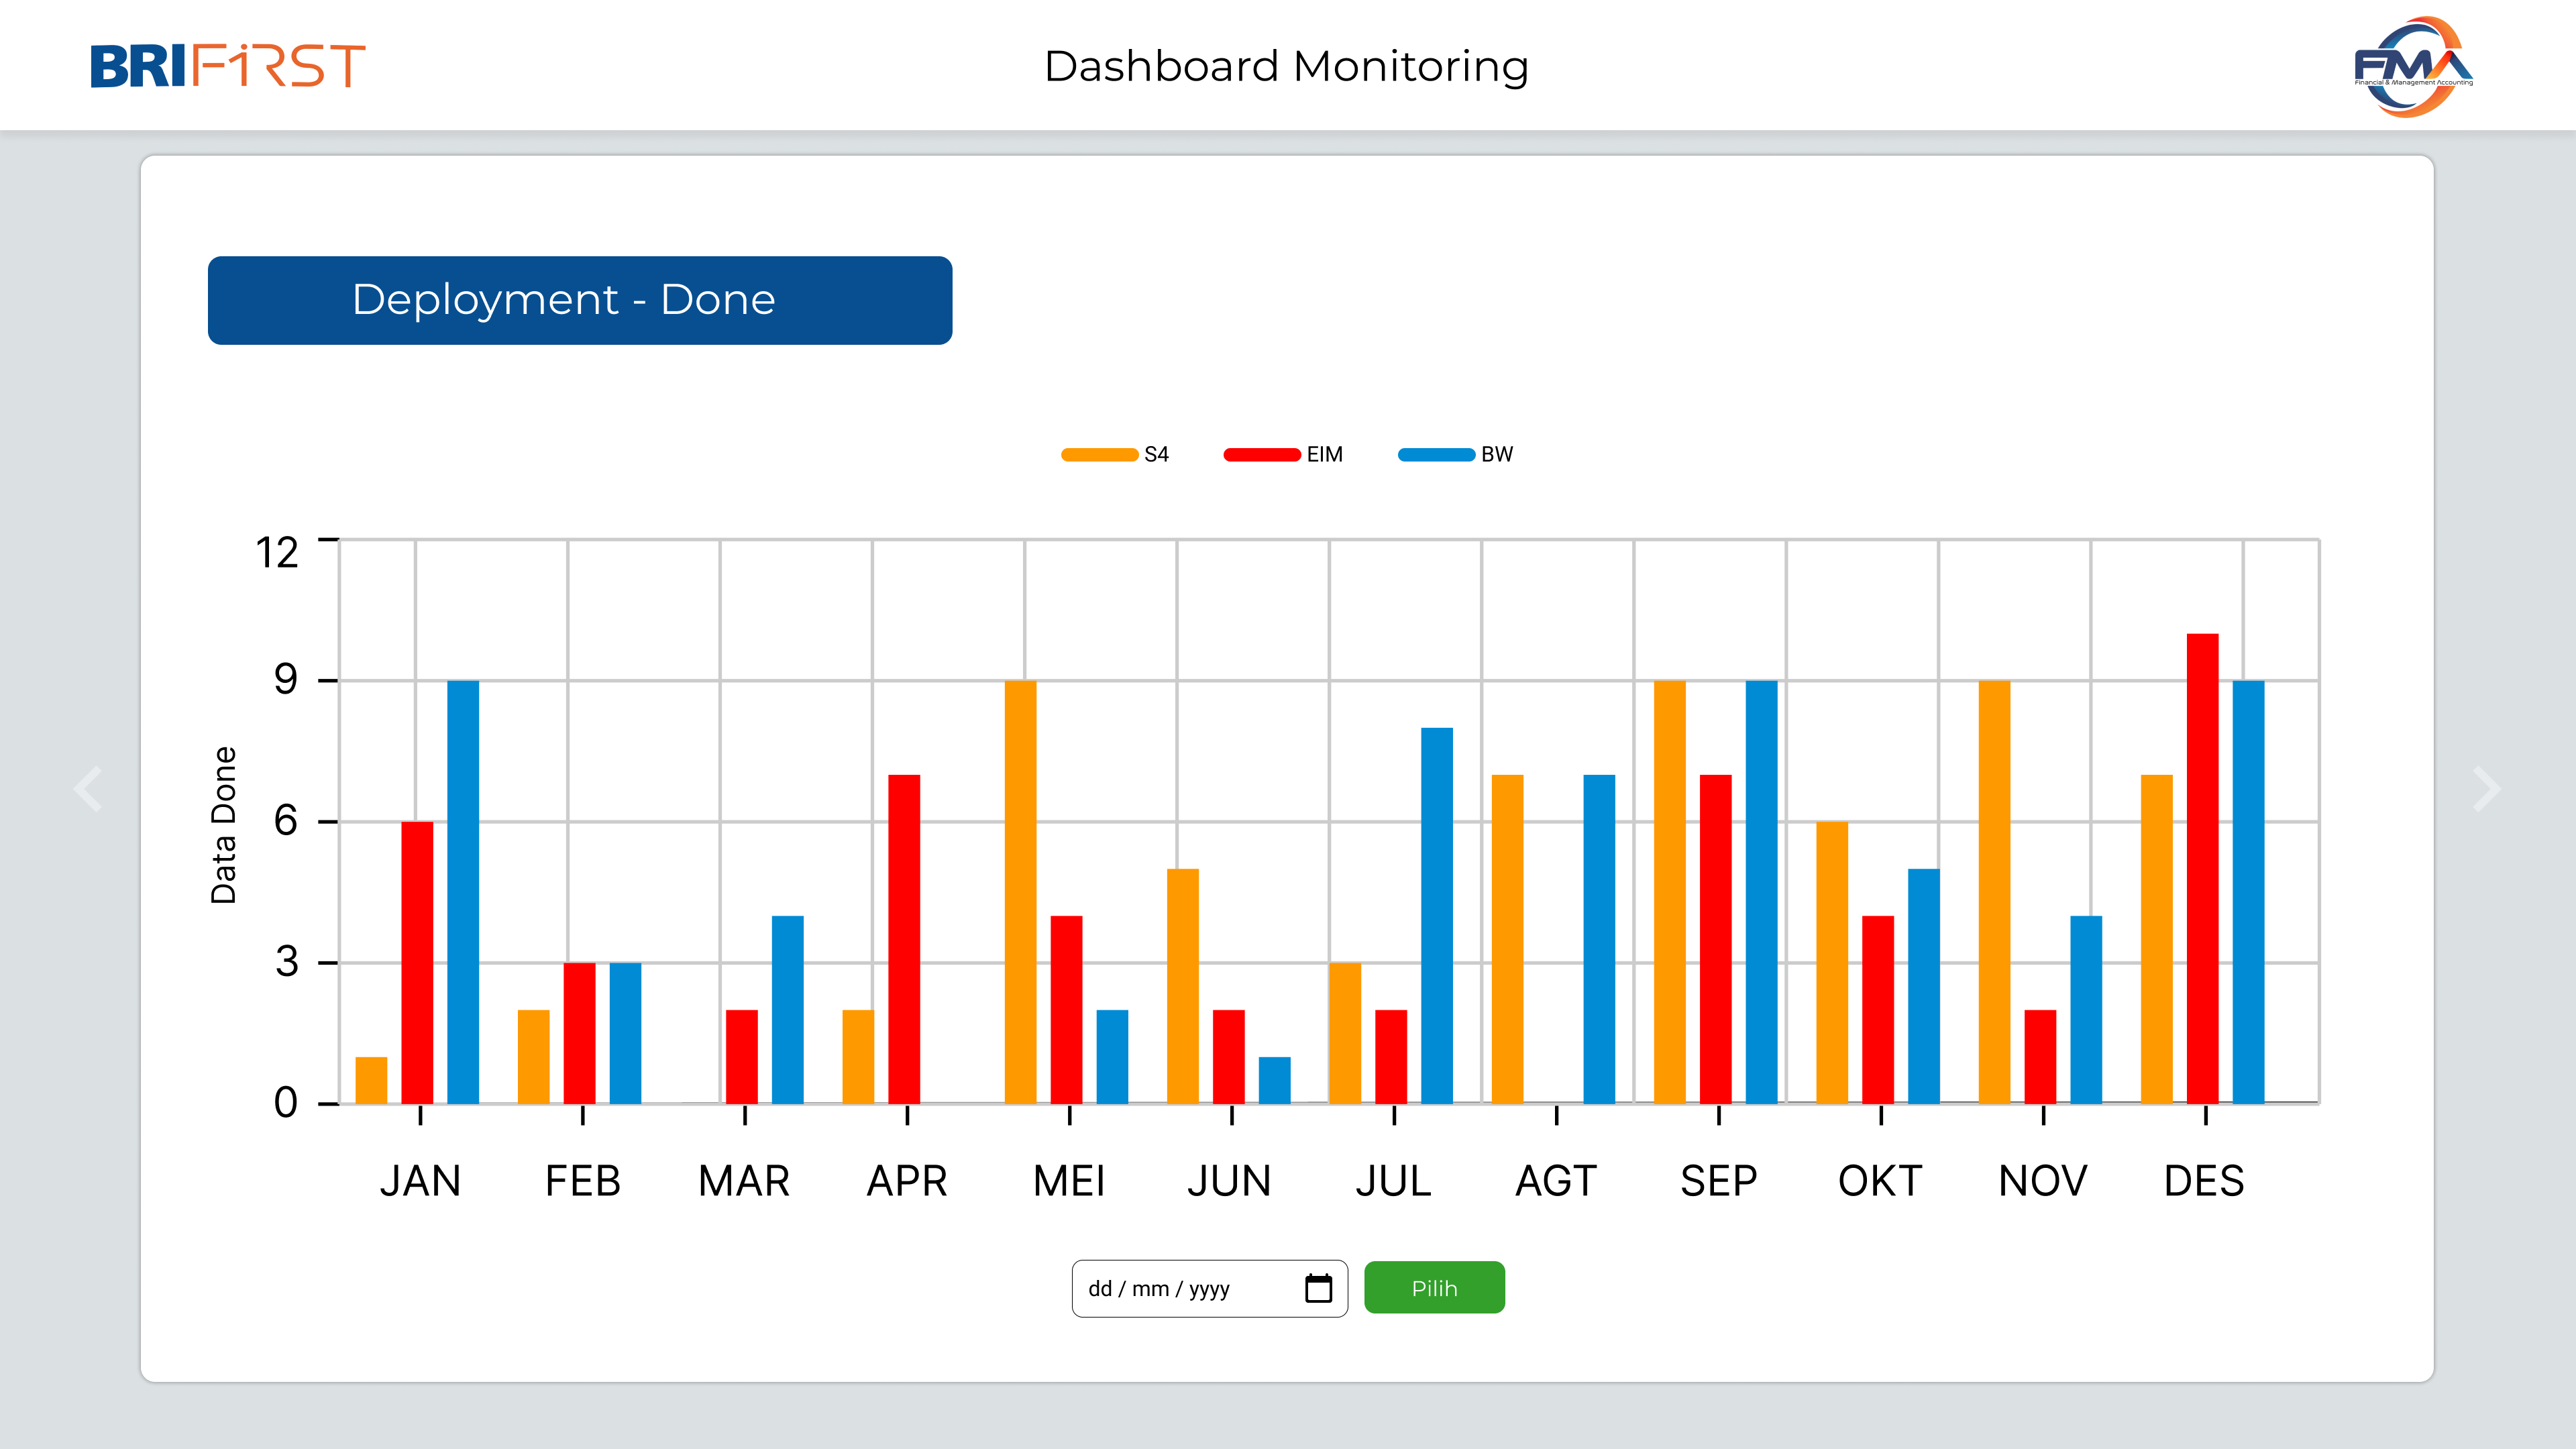 BRIFIRST
Dashboard Monitoring
FMA
Financial & Management Accounting
Deployment - Done
S4 EIM BW
12
9
6
3
0
Data Done
JAN FEB MAR APR MEI JUN JUL AGT SEP OKT NOV DES
dd / mm / yyyy Pilih